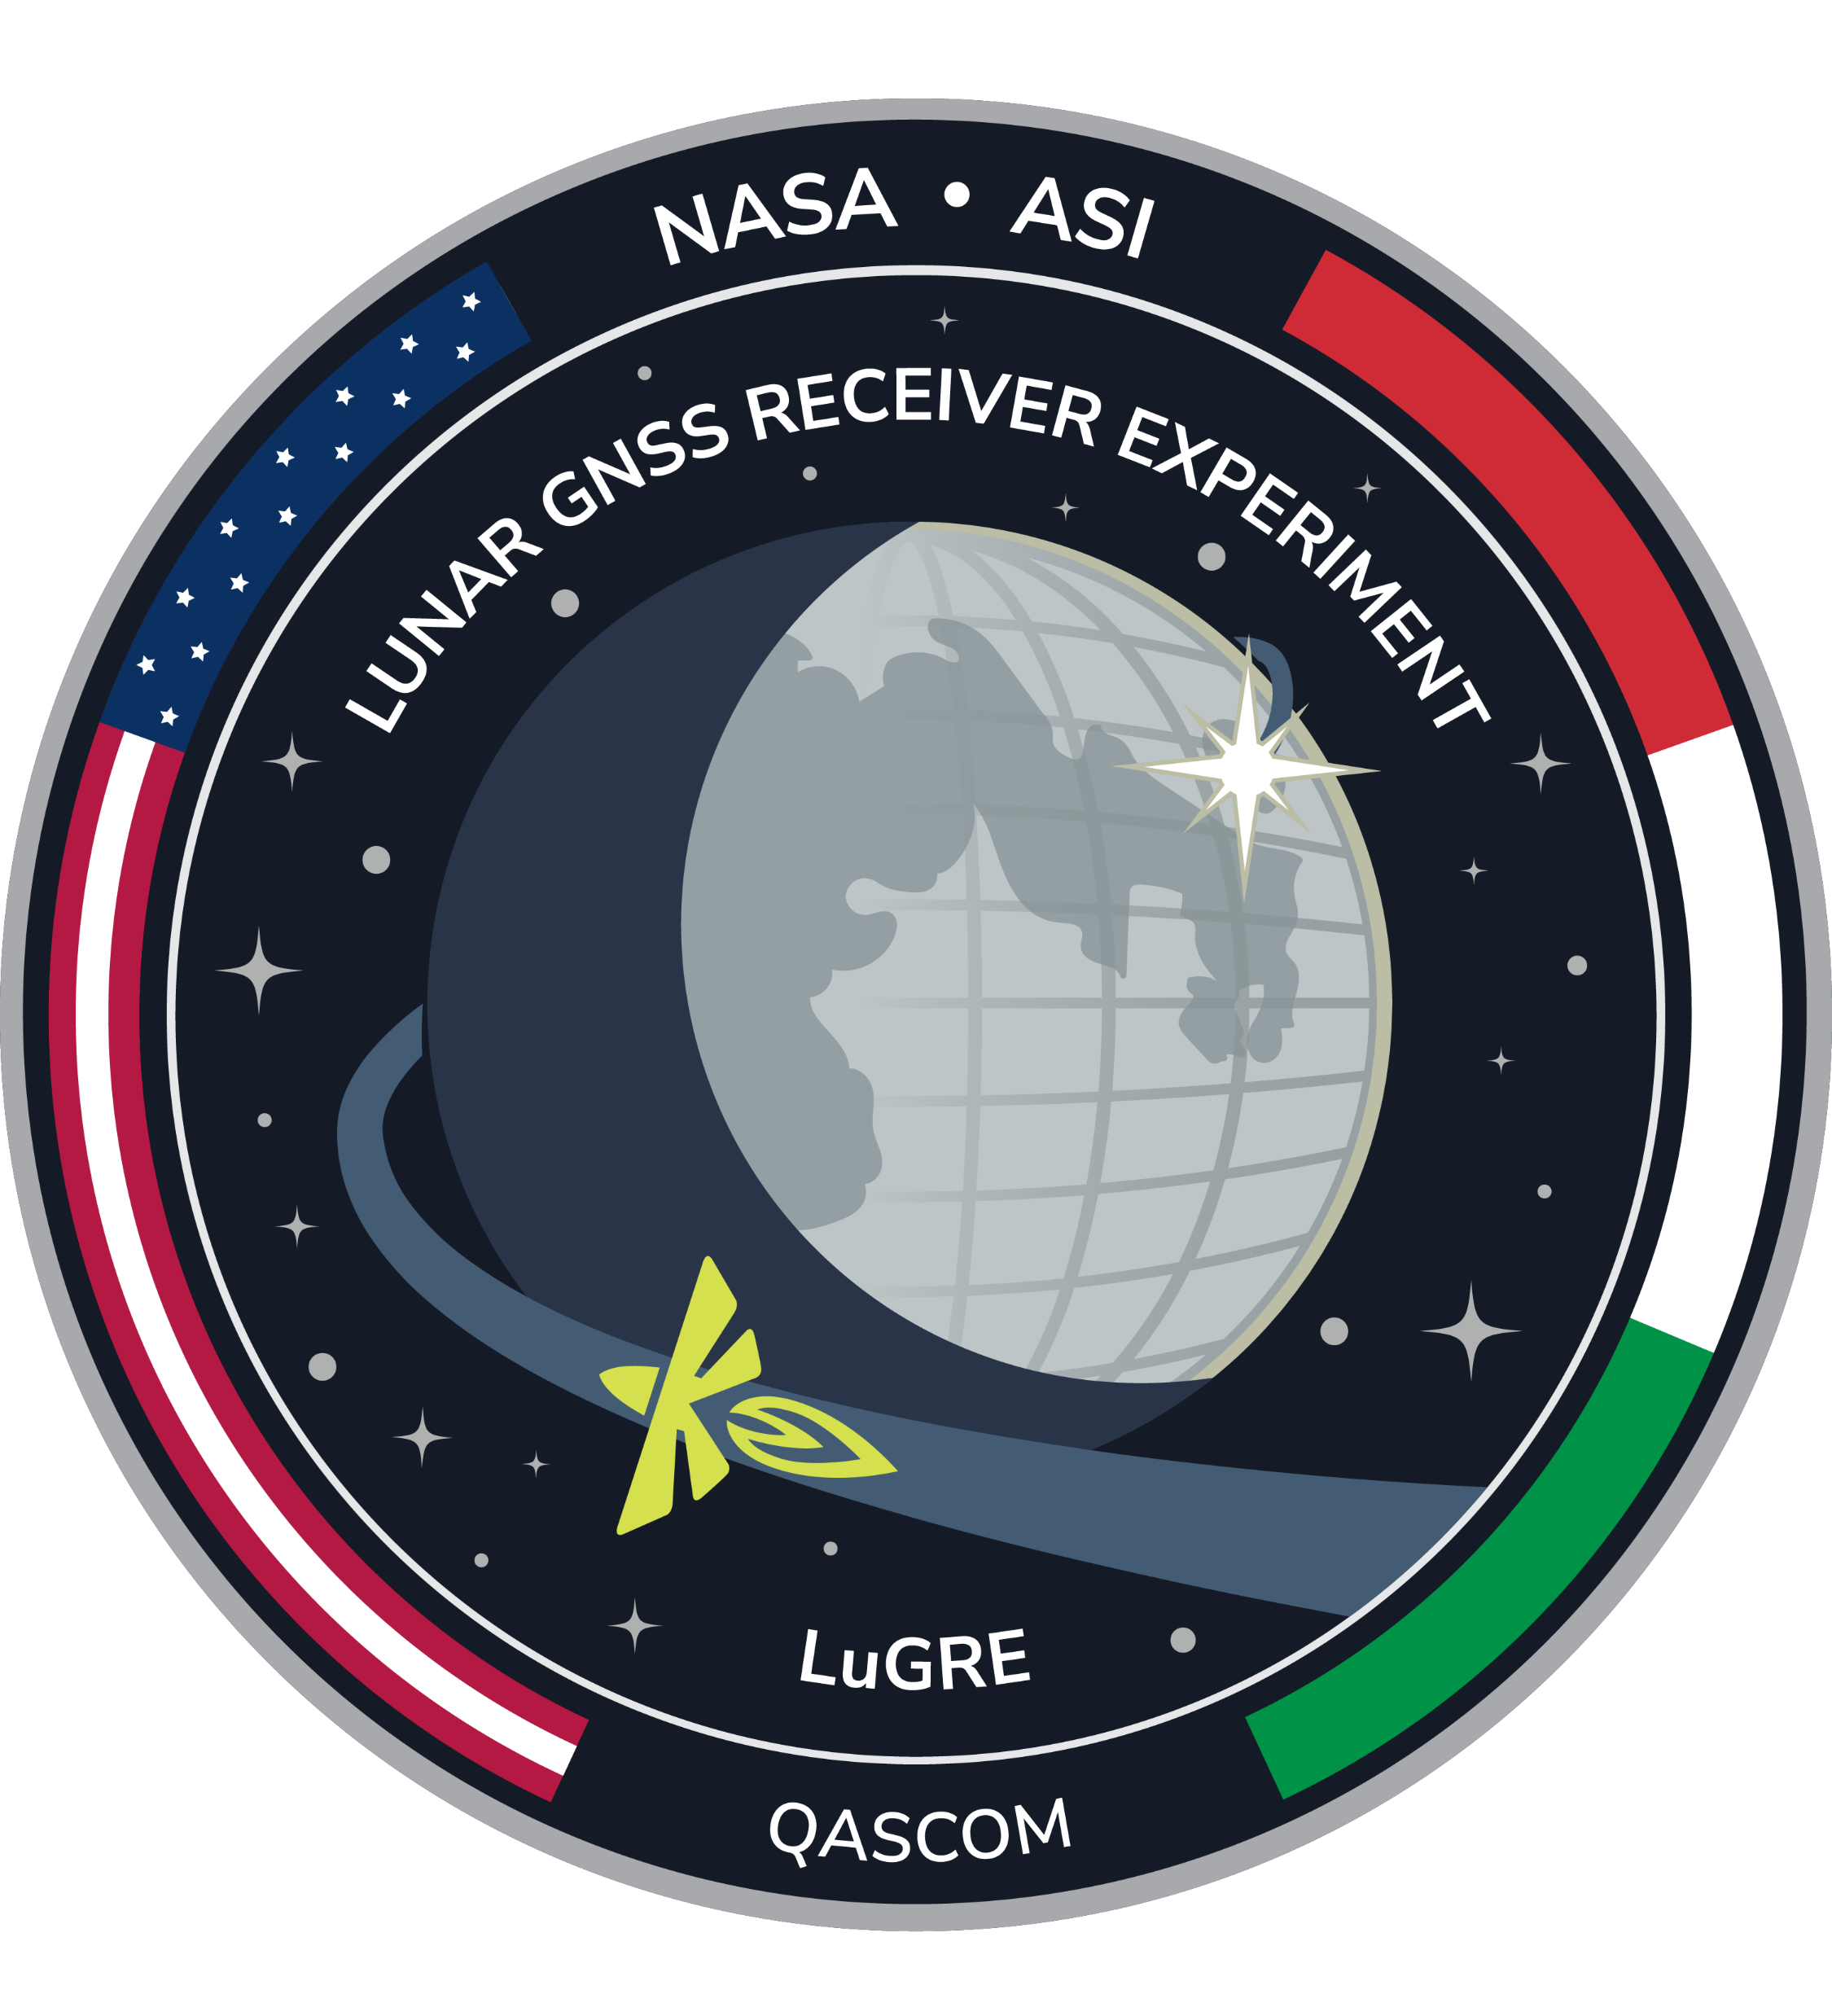 NASA • ASI
LUNAR GNSS RECEIVER EXPERIMENT
LuGRE
QASCOM